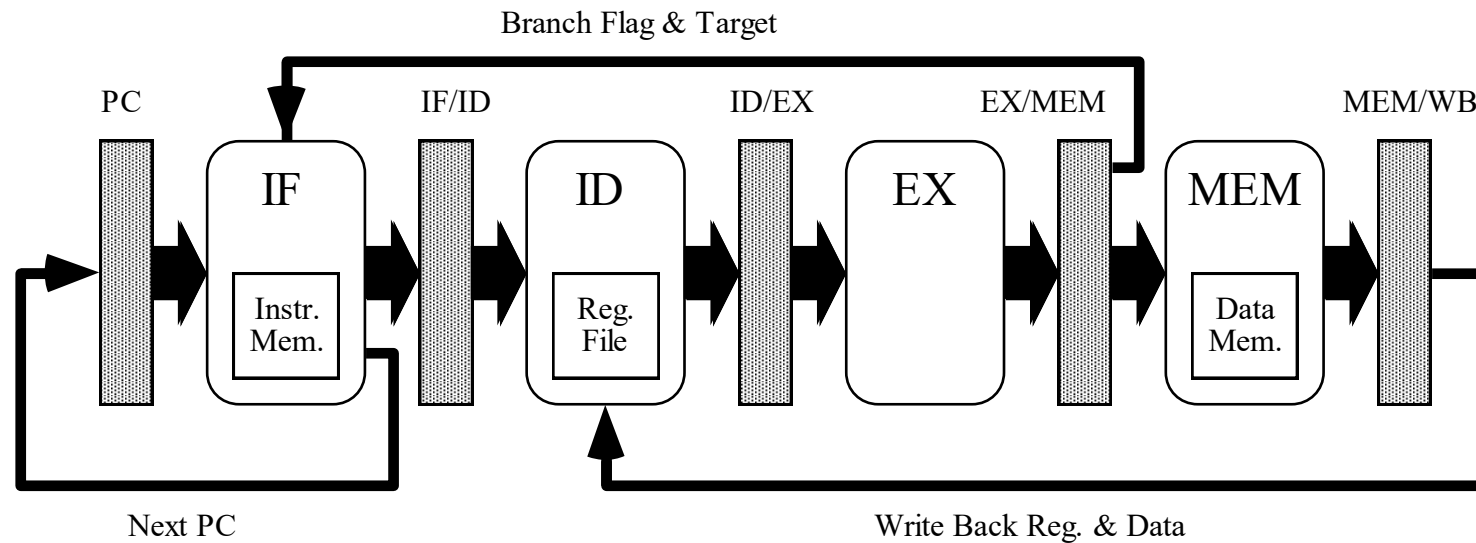 Branch Flag & Target
PC
IF/ID
ID/EX
EX/MEM
MEM/WB
IF
ID
EX
MEM
Instr.
Mem.
Reg.
File
Data
Mem.
Next PC
Write Back Reg. & Data